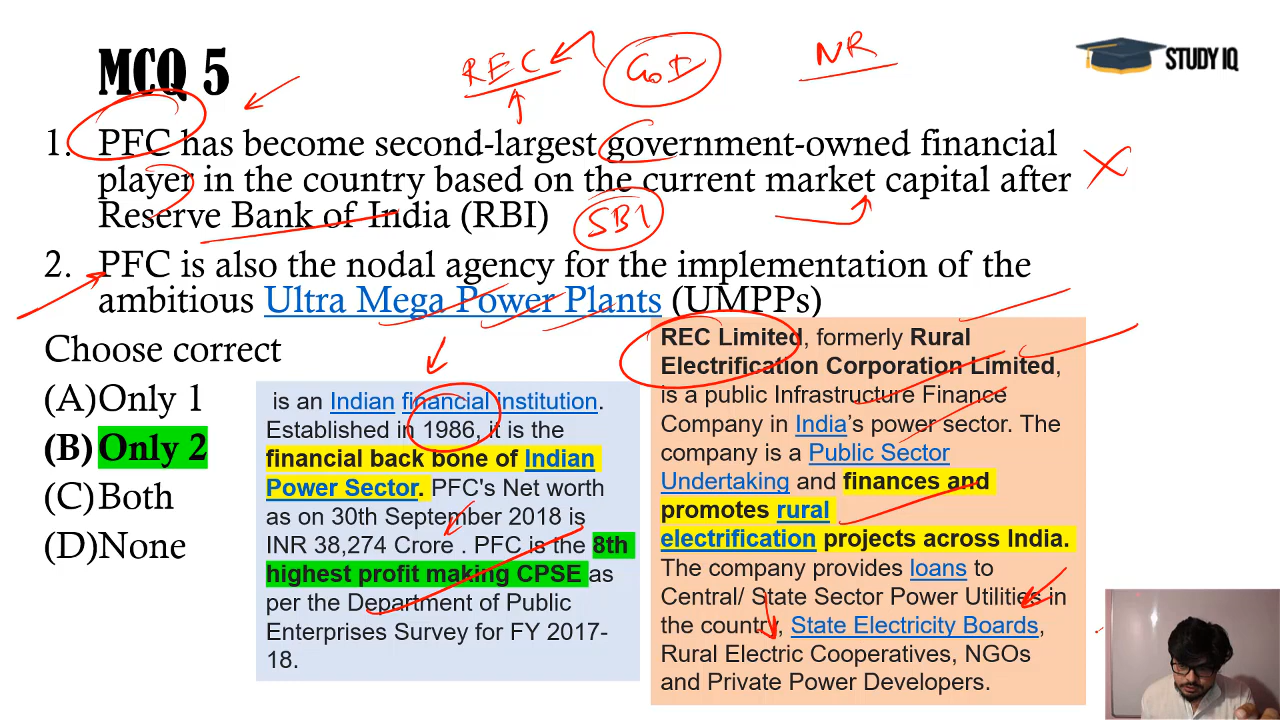 MCQ 5
REC
GoI
NR
STUDY IQ
1. PFC has become second-largest government-owned financial
player in the country based on the current market capital after
Reserve Bank of India (RBI)
SBI
2. PFC is also the nodal agency for the implementation of the
ambitious Ultra Mega Power Plants (UMPPs)
Choose correct
(A)Only 1
(B) Only 2
(C)Both
(D)None
is an Indian financial institution.
Established in 1986, it is the
financial back bone of Indian
Power Sector. PFC's Net worth
as on 30th September 2018 is
INR 38,274 Crore . PFC is the 8th
highest profit making CPSE as
per the Department of Public
Enterprises Survey for FY 2017-
18.
REC Limited, formerly Rural
Electrification Corporation Limited,
is a public Infrastructure Finance
Company in India's power sector. The
company is a Public Sector
Undertaking and finances and
promotes rural
electrification projects across India.
The company provides loans to
Central/ State Sector Power Utilities in
the country, State Electricity Boards,
Rural Electric Cooperatives, NGOs
and Private Power Developers.